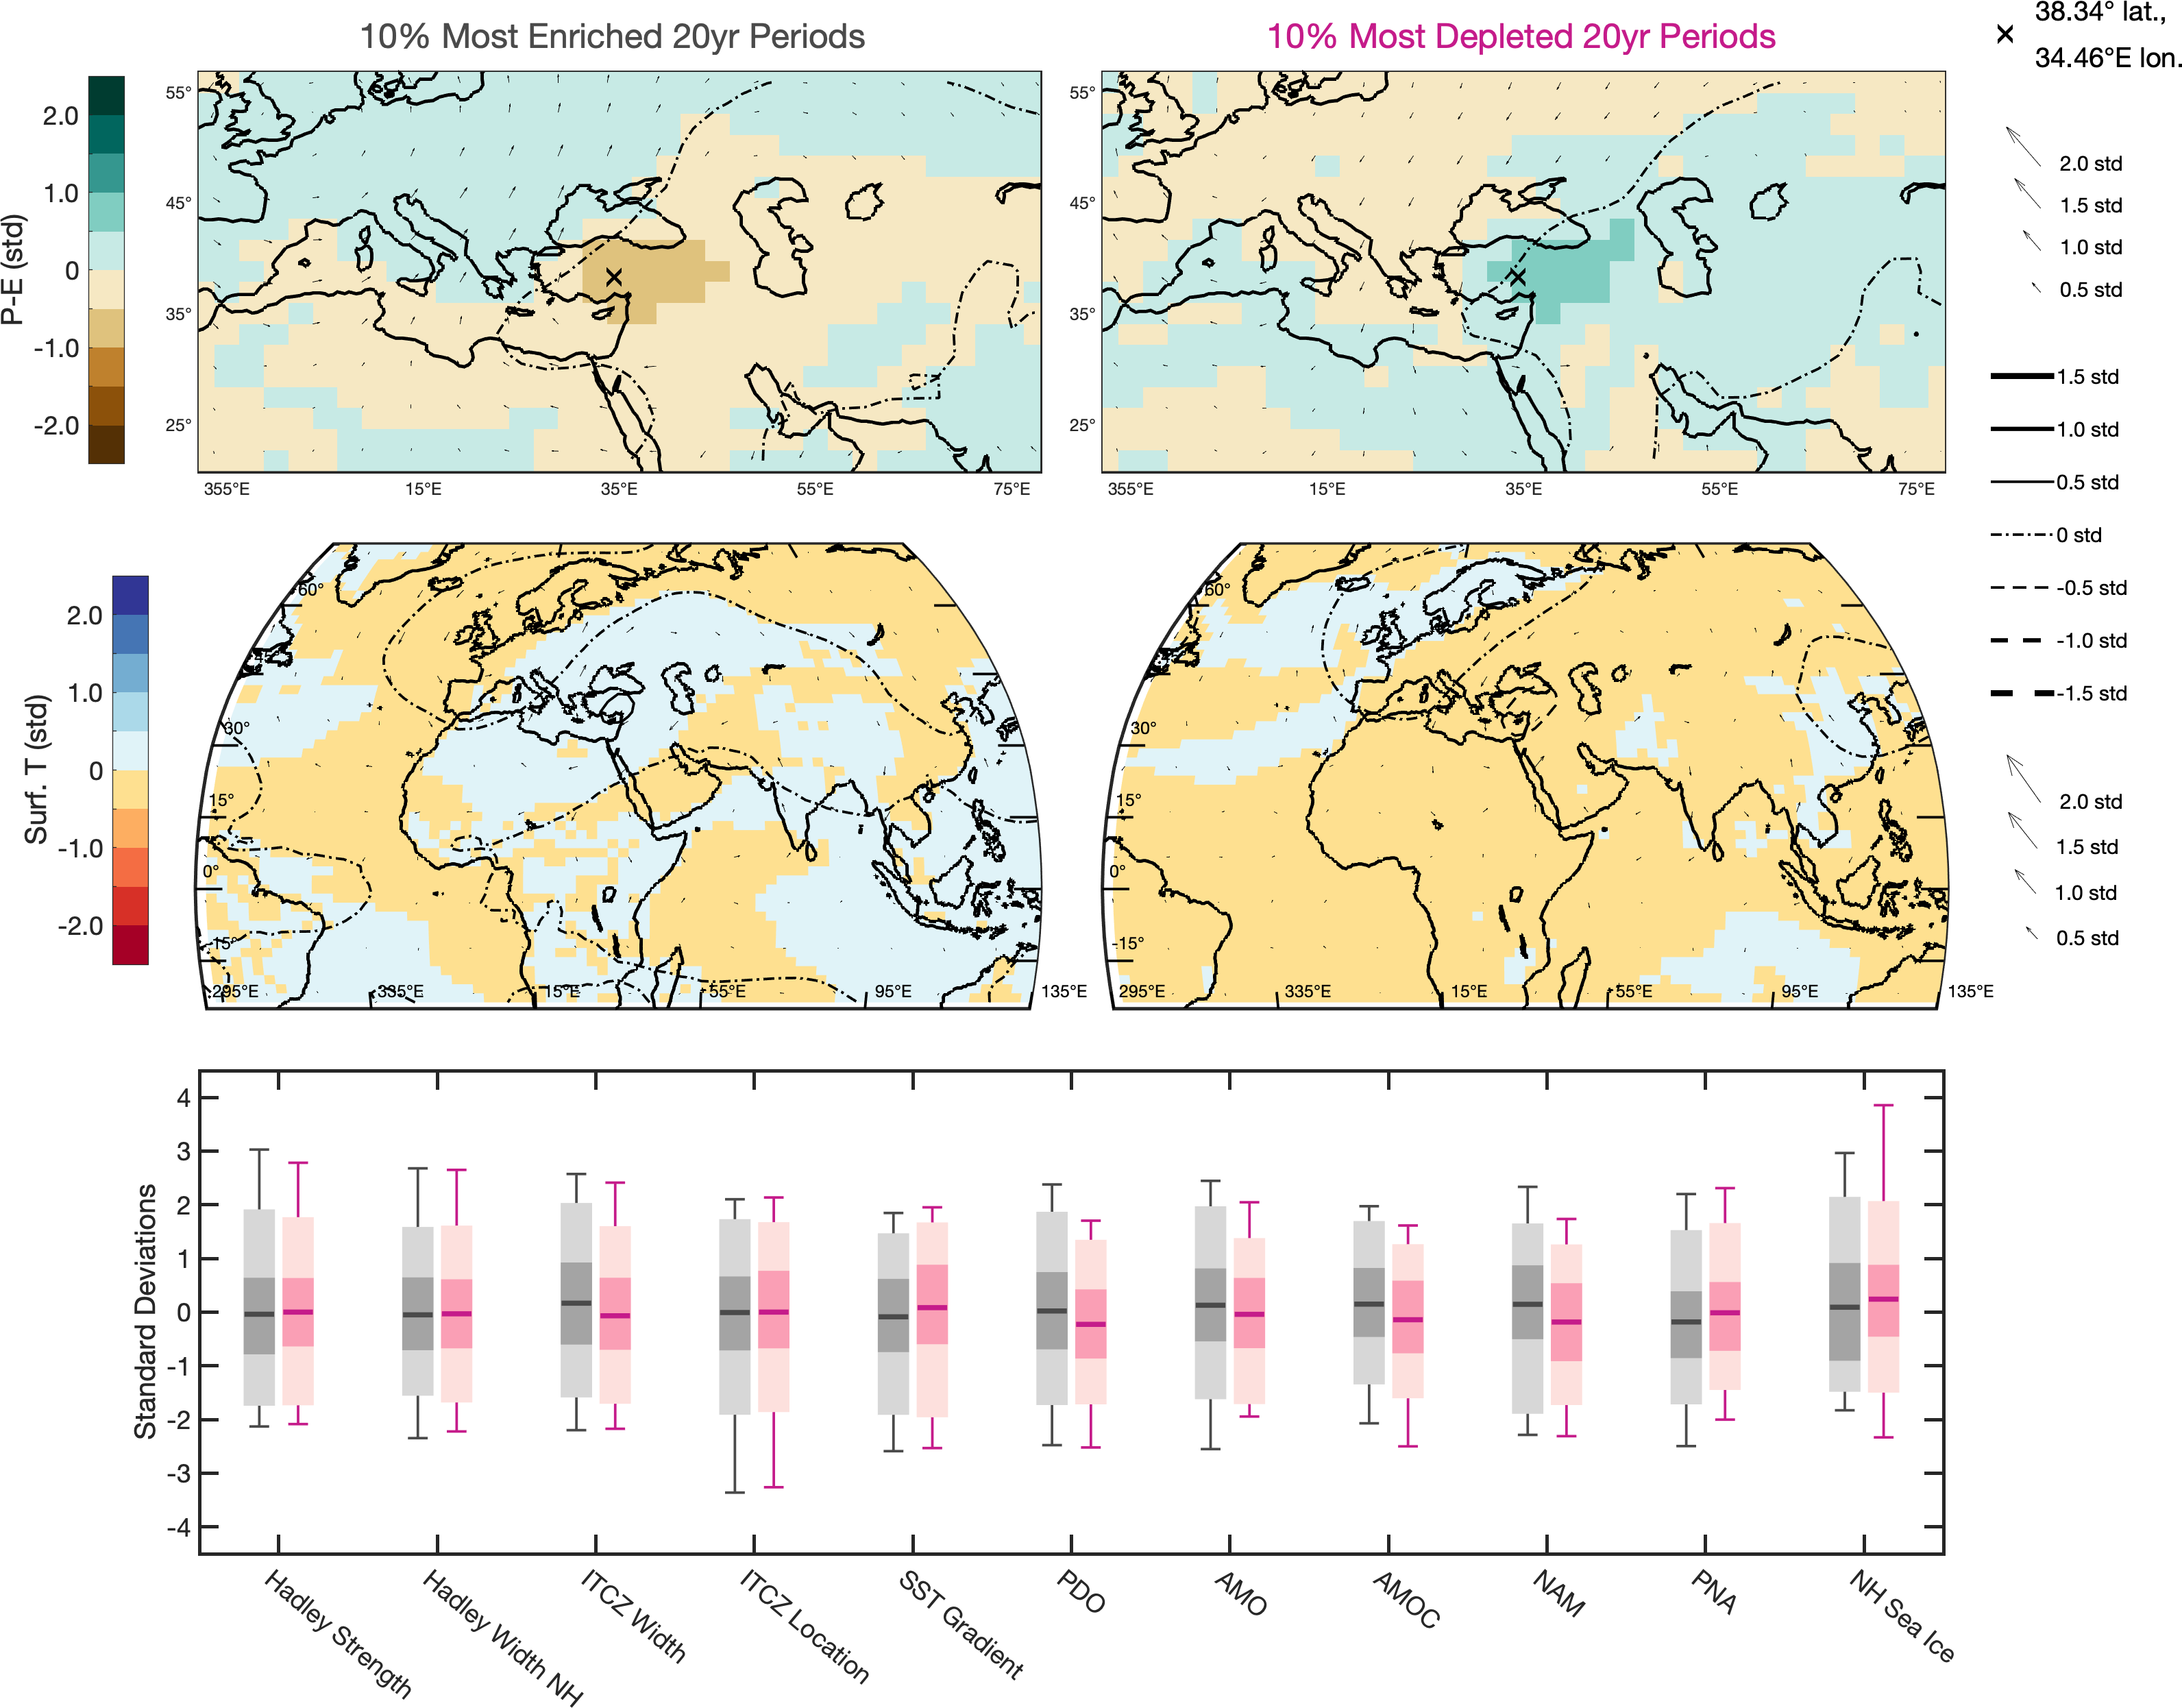 10% Most Enriched 20yr Periods
10% Most Depleted 20yr Periods
38.34° lat.,
34.46°E lon.
P-E (std)
2.0
1.0
0
-1.0
-2.0
55°
45°
35°
25°
355°E
15°E
35°E
55°E
75°E
55°
45°
35°
25°
355°E
15°E
35°E
55°E
75°E
2.0 std
1.5 std
1.0 std
0.5 std
1.5 std
1.0 std
0.5 std
0 std
-0.5 std
-1.0 std
-1.5 std
Surf. T (std)
2.0
1.0
0
-1.0
-2.0
60°
30°
15°
0°
-15°
295°E
335°E
15°E
55°E
95°E
135°E
60°
30°
15°
0°
-15°
295°E
335°E
15°E
55°E
95°E
135°E
2.0 std
1.5 std
1.0 std
0.5 std
Standard Deviations
4
3
2
1
0
-1
-2
-3
-4
Hadley Strength
Hadley Width NH
ITCZ Width
ITCZ Location
SST Gradient
PDO
AMO
AMOC
NAM
PNA
NH Sea Ice